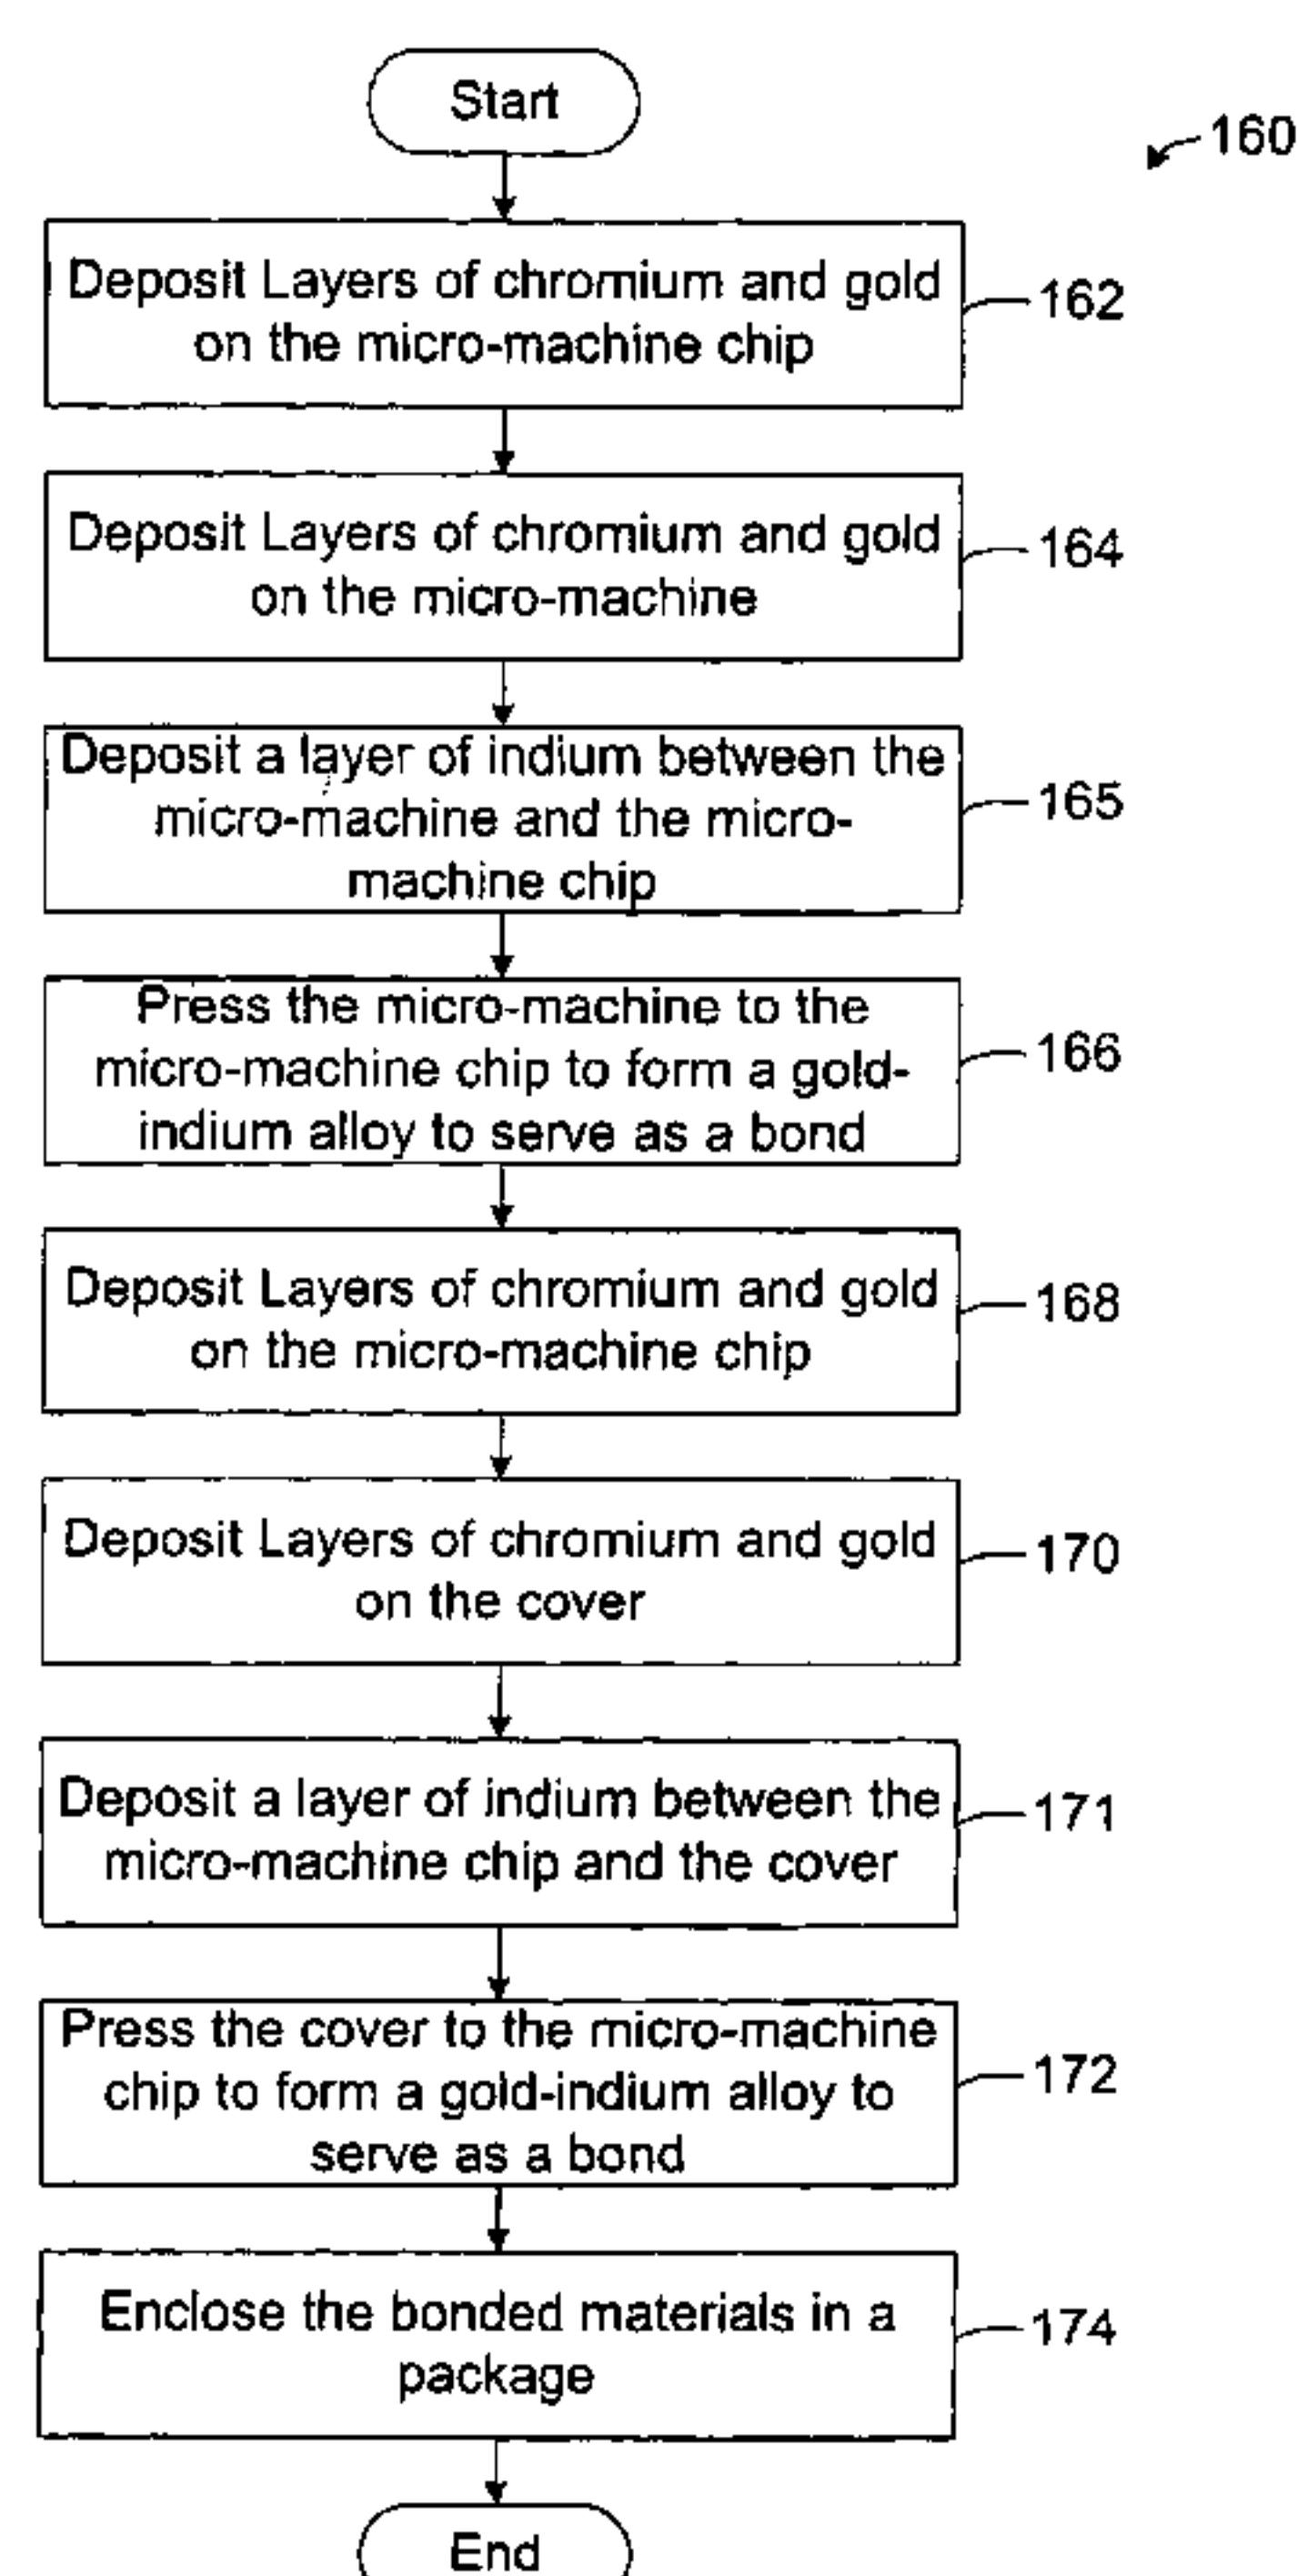 Start
160
Deposit Layers of chromium and gold
on the micro-machine chip
162
Deposit Layers of chromium and gold
on the micro-machine
164
Deposit a layer of indium between the
micro-machine and the micro-
machine chip
165
Press the micro-machine to the
micro-machine chip to form a gold-
indium alloy to serve as a bond
166
Deposit Layers of chromium and gold
on the micro-machine chip
168
Deposit Layers of chromium and gold
on the cover
170
Deposit a layer of indium between the
micro-machine chip and the cover
171
Press the cover to the micro-machine
chip to form a gold-indium alloy to
serve as a bond
172
Enclose the bonded materials in a
package
174
End